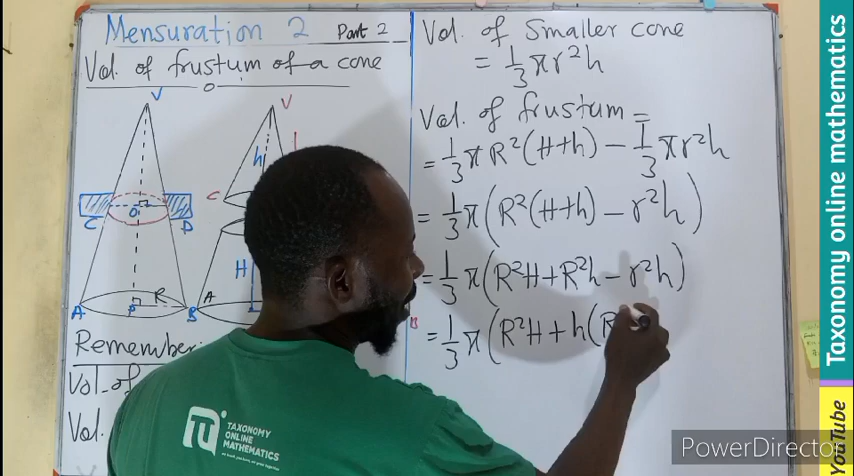 Mensuration 2 Part 2
Vol. of frustum of a cone
V
V
h
C
O
C
D
H
R
A
P
B
A
B
Remember
Vol. of
Vol.
Vol. of Smaller cone
= 1/3 πr²h
Vol. of frustum =
= 1/3 π R²(H+h) - 1/3 πr²h
= 1/3 π(R²(H+h) - r²h)
= 1/3 π(R²H + R²h - r²h)
= 1/3 π(R²H + h(R
TAXONOMY
ONLINE
MATHEMATICS
PowerDirector
Taxonomy online mathematics
YouTube